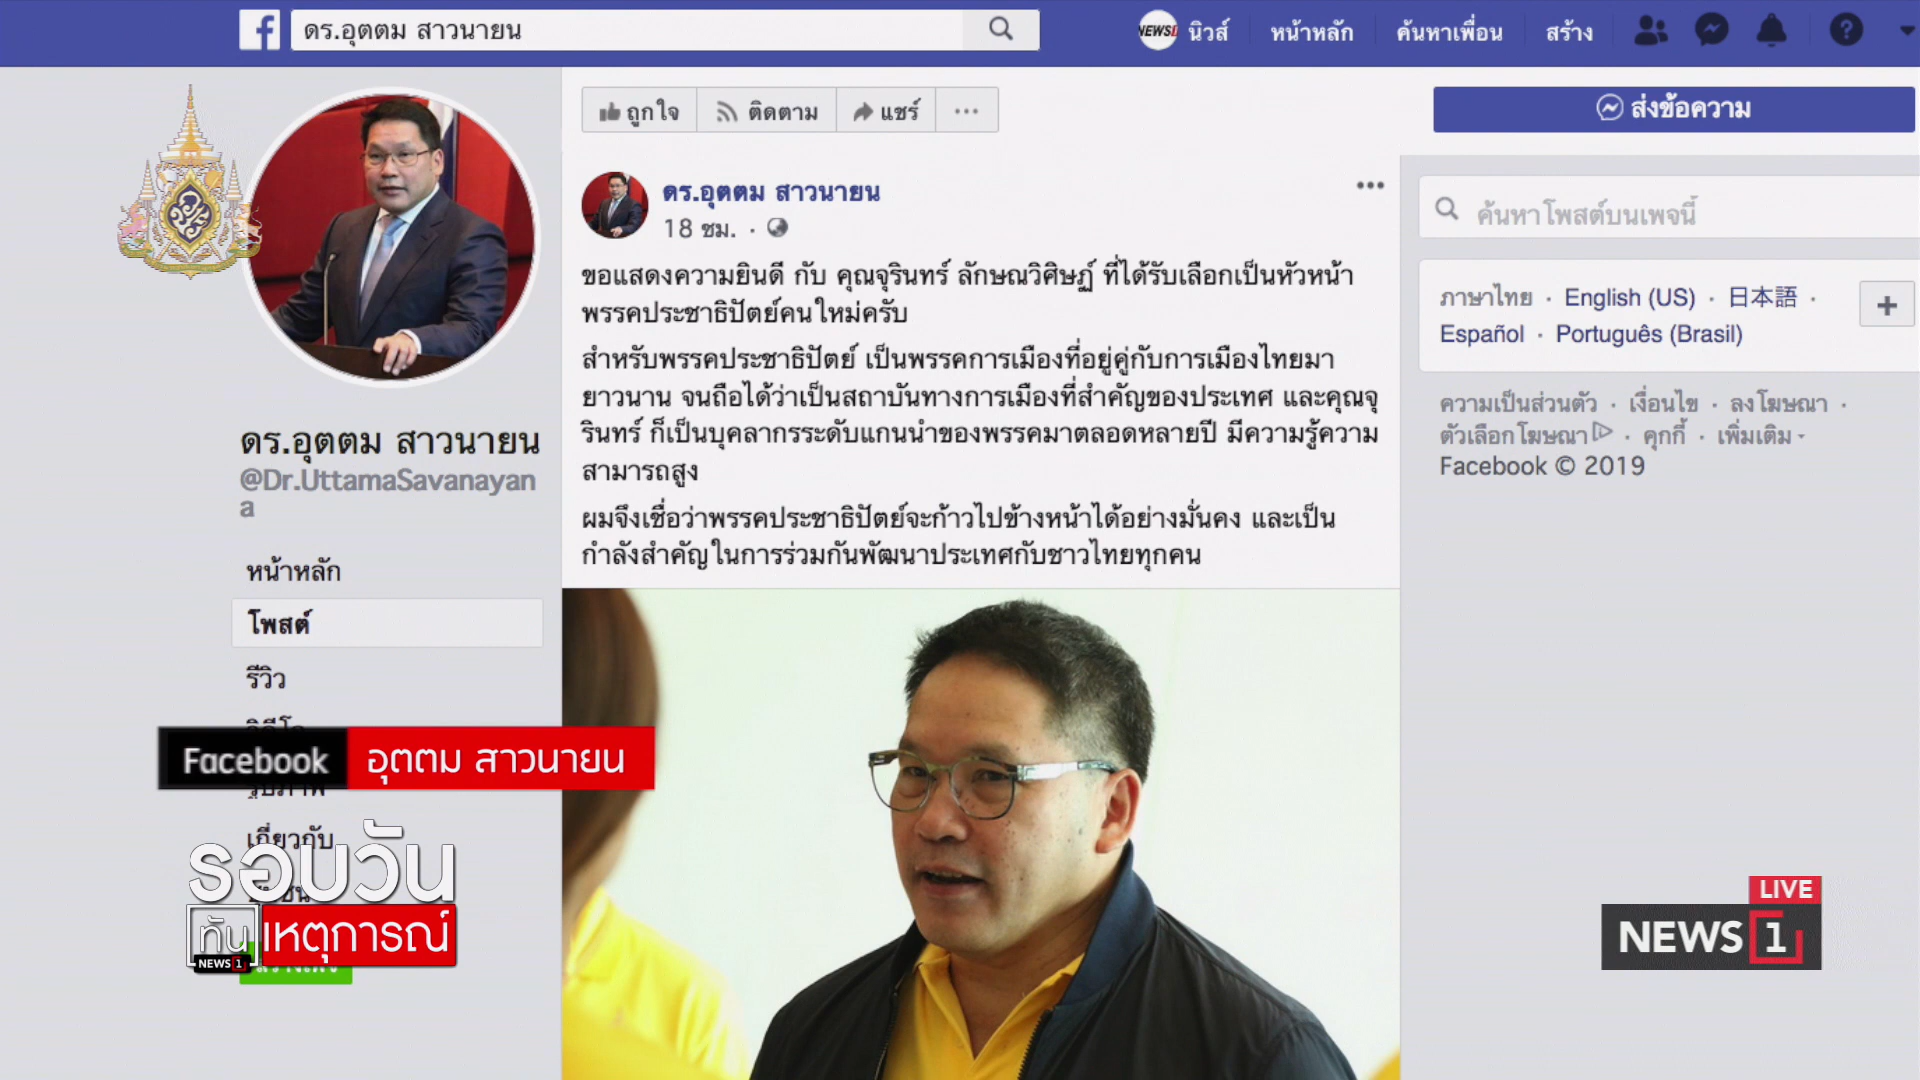 ดร.อุตตม สาวนายน
นิวส์
หน้าหลัก
ค้นหาเพื่อน
สร้าง
ถูกใจ
ติดตาม
แชร์
ส่งข้อความ
ดร.อุตตม สาวนายน
18 ชม.
ขอแสดงความยินดี กับ คุณจุรินทร์ ลักษณวิศิษฏ์ ที่ได้รับเลือกเป็นหัวหน้า
พรรคประชาธิปัตย์คนใหม่ครับ
สำหรับพรรคประชาธิปัตย์ เป็นพรรคการเมืองที่อยู่คู่กับการเมืองไทยมา
ยาวนาน จนถือได้ว่าเป็นสถาบันทางการเมืองที่สำคัญของประเทศ และคุณจุ
รินทร์ ก็เป็นบุคลากรระดับแกนนำของพรรคมาตลอดหลายปี มีความรู้ความ
สามารถสูง
ผมจึงเชื่อว่าพรรคประชาธิปัตย์จะก้าวไปข้างหน้าได้อย่างมั่นคง และเป็น
กำลังสำคัญในการร่วมกันพัฒนาประเทศกับชาวไทยทุกคน
ค้นหาโพสต์บนเพจนี้
ภาษาไทย · English (US) · 日本語 ·
Español · Português (Brasil)
ความเป็นส่วนตัว · เงื่อนไข · ลงโฆษณา ·
ตัวเลือกโฆษณา · คุกกี้ · เพิ่มเติม
Facebook © 2019
ดร.อุตตม สาวนายน
@Dr.UttamaSavanayan
a
หน้าหลัก
โพสต์
รีวิว
Facebook อุตตม สาวนายน
เกี่ยวกับ
รอบวัน
ทันเหตุการณ์
NEWS 1
LIVE
NEWS 1